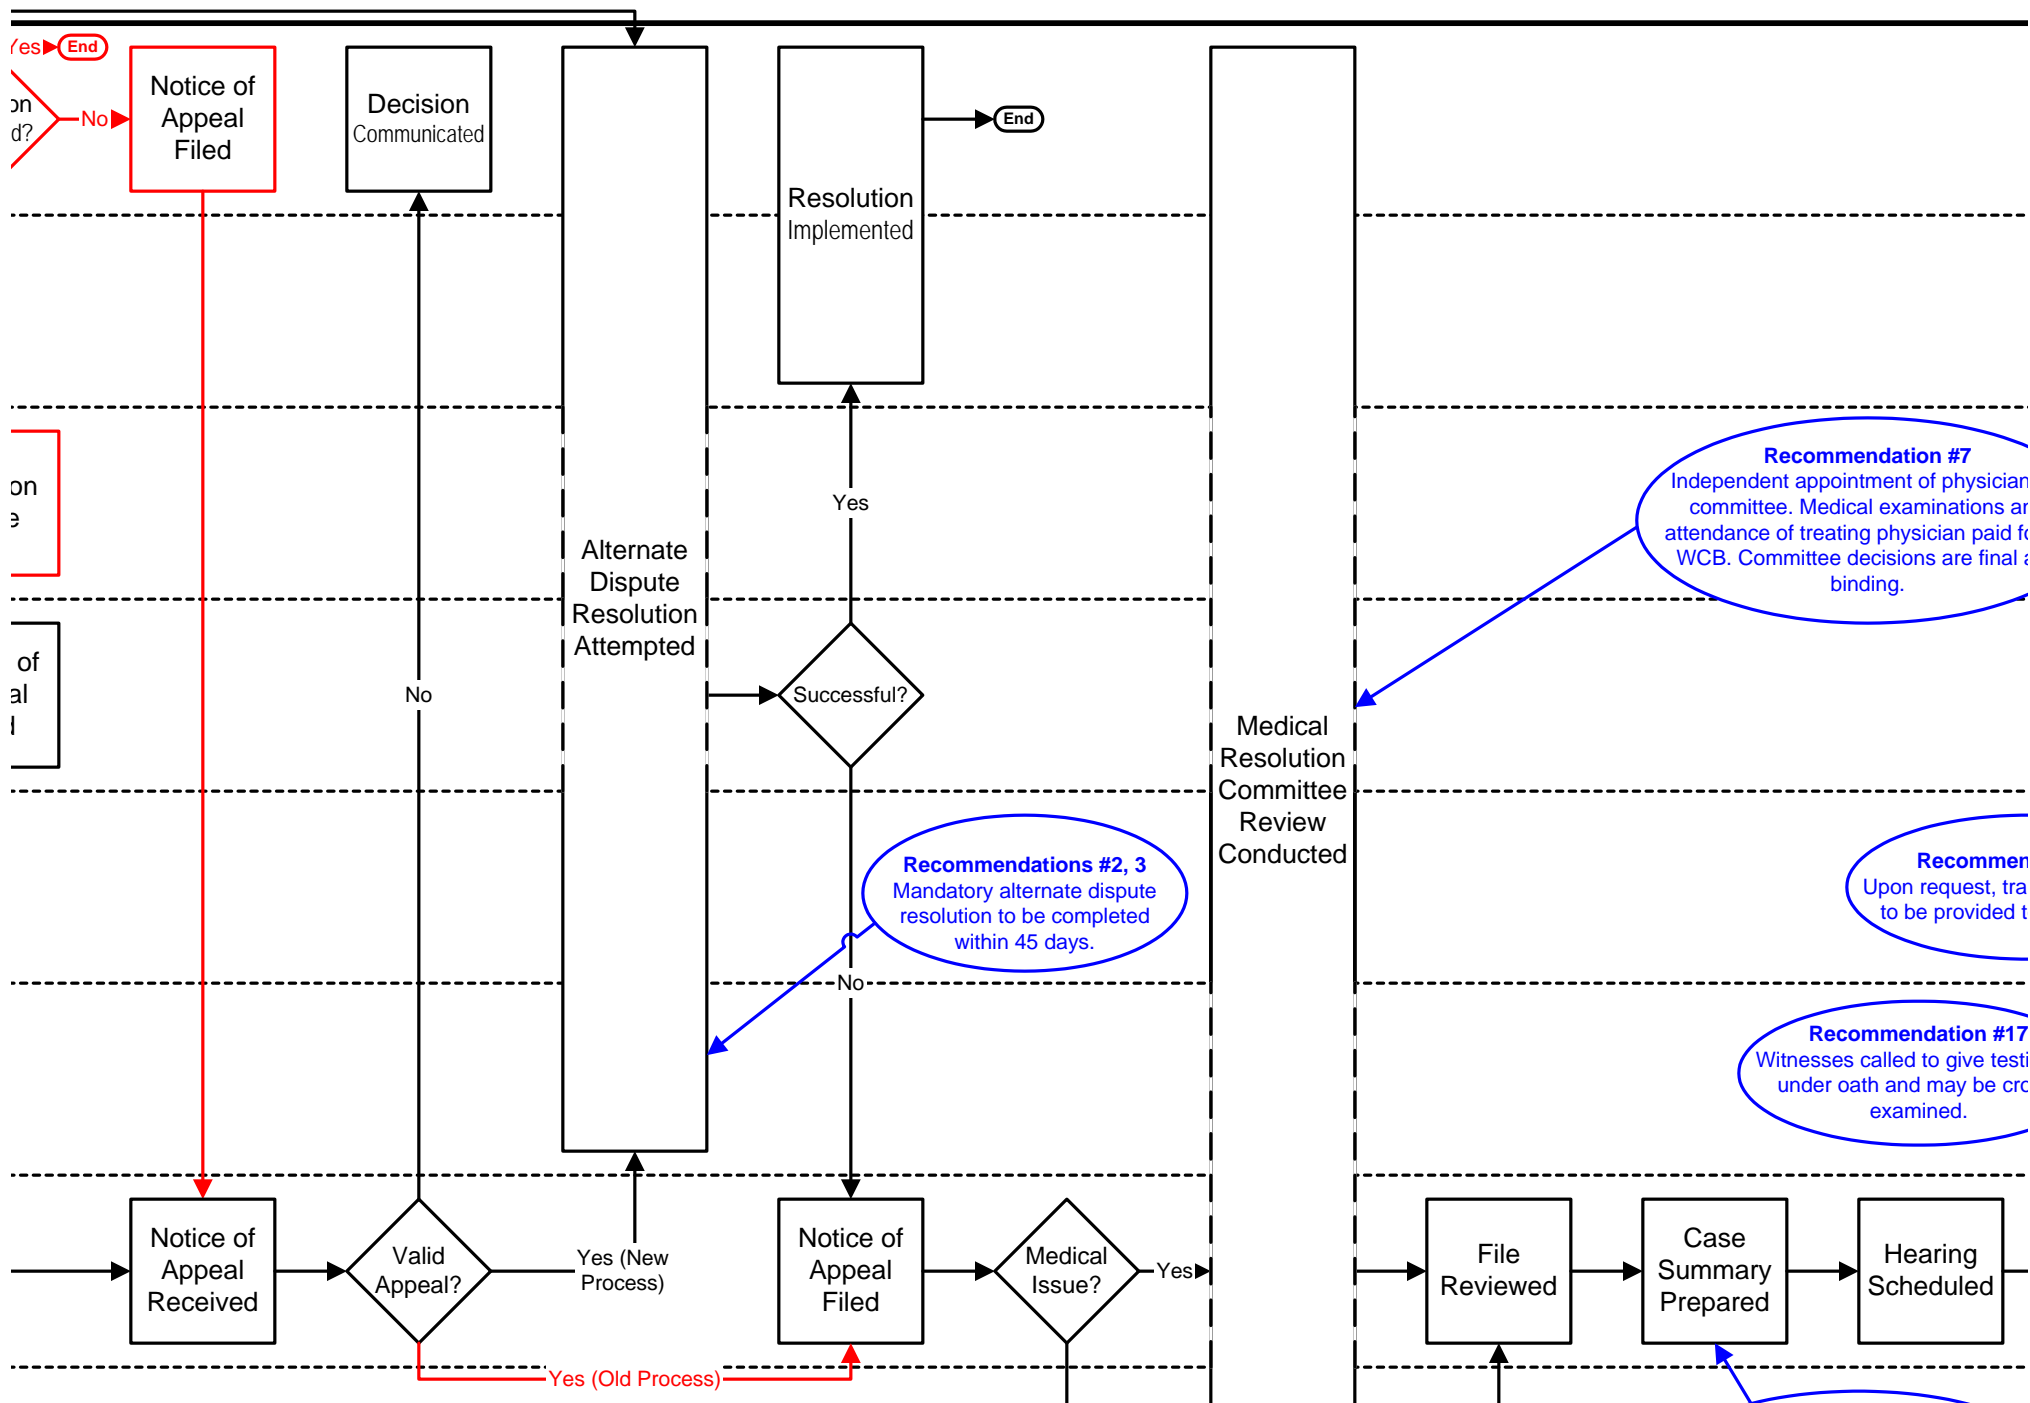 Yes
End
No
Notice of
Appeal
Filed
Decision
Communicated
End
Resolution
Implemented
on
d?
on
e
of
al
Yes
Alternate
Dispute
Resolution
Attempted
No
Successful?
Recommendation #7
Independent appointment of physician
committee. Medical examinations
attendance of treating physician paid
WCB. Committee decisions are final
binding.
Medical
Resolution
Committee
Review
Conducted
Recommendations #2, 3
Mandatory alternate dispute
resolution to be completed
within 45 days.
No
Upon request,
to be provided
Recommendation #17
Witnesses called to give
under oath and may be
examined.
Notice of
Appeal
Received
Valid
Appeal?
Yes (New
Process)
Notice of
Appeal
Filed
Medical
Issue?
Yes
File
Reviewed
Case
Summary
Prepared
Hearing
Scheduled
Yes (Old Process)